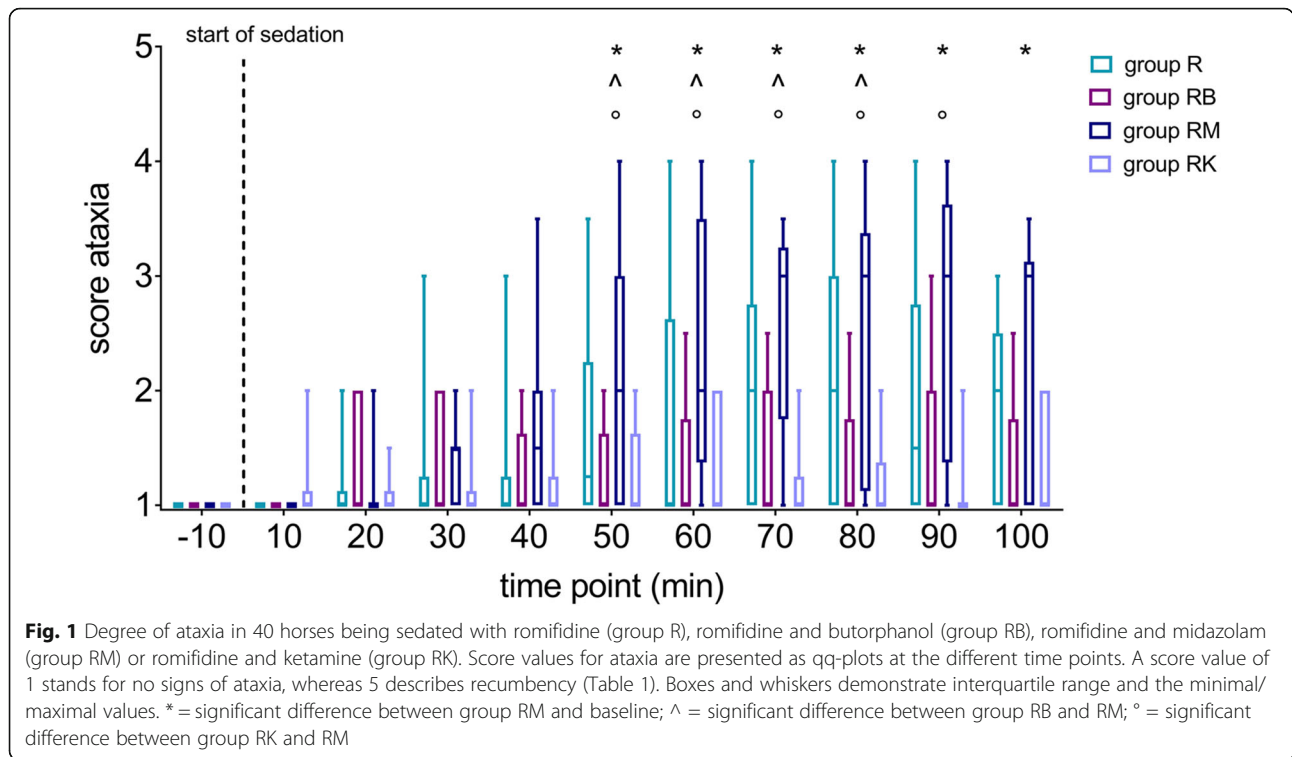 start of sedation
5
4
3
2
1
score ataxia
* * * * * *
^ ^ ^ ^
° ° ° ° °
group R
group RB
group RM
group RK
-10 10 20 30 40 50 60 70 80 90 100
time point (min)
Fig. 1 Degree of ataxia in 40 horses being sedated with romifidine (group R), romifidine and butorphanol (group RB), romifidine and midazolam
(group RM) or romifidine and ketamine (group RK). Score values for ataxia are presented as qq-plots at the different time points. A score value of
1 stands for no signs of ataxia, whereas 5 describes recumbency (Table 1). Boxes and whiskers demonstrate interquartile range and the minimal/
maximal values. * = significant difference between group RM and baseline; ^ = significant difference between group RB and RM; ° = significant
difference between group RK and RM